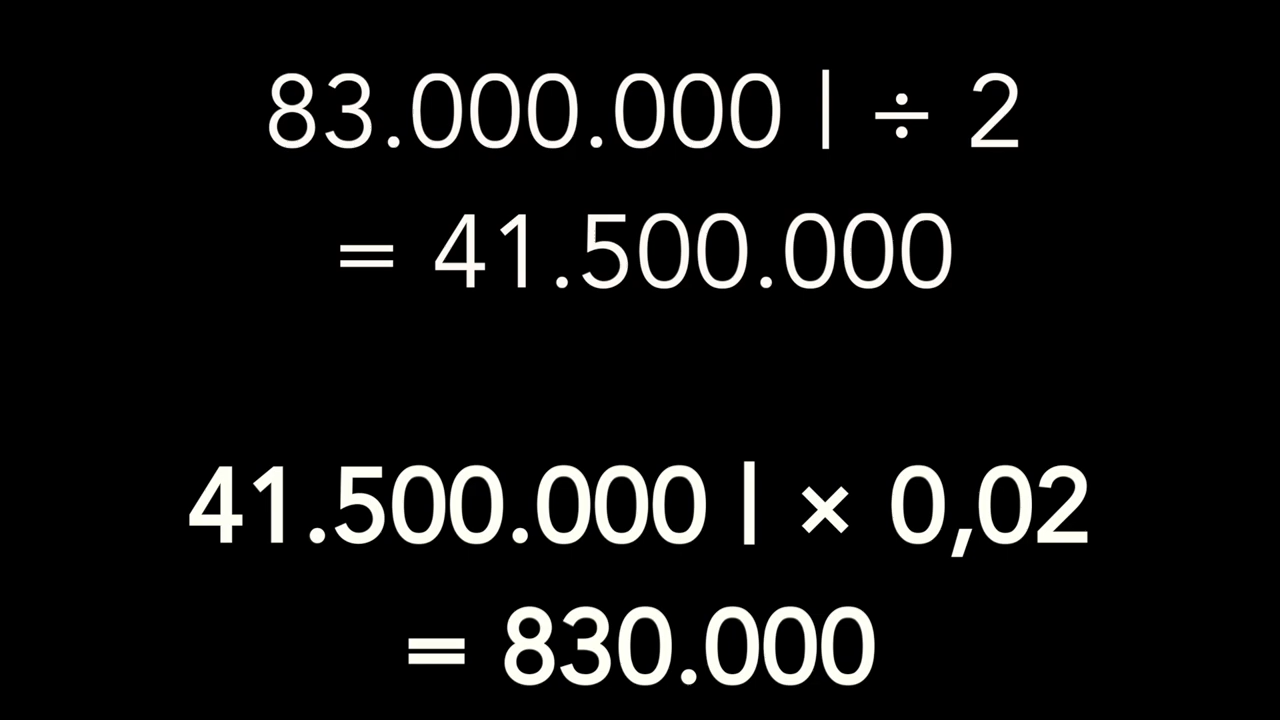 83.000.000 l ÷ 2
= 41.500.000
41.500.000 l × 0,02
= 830.000